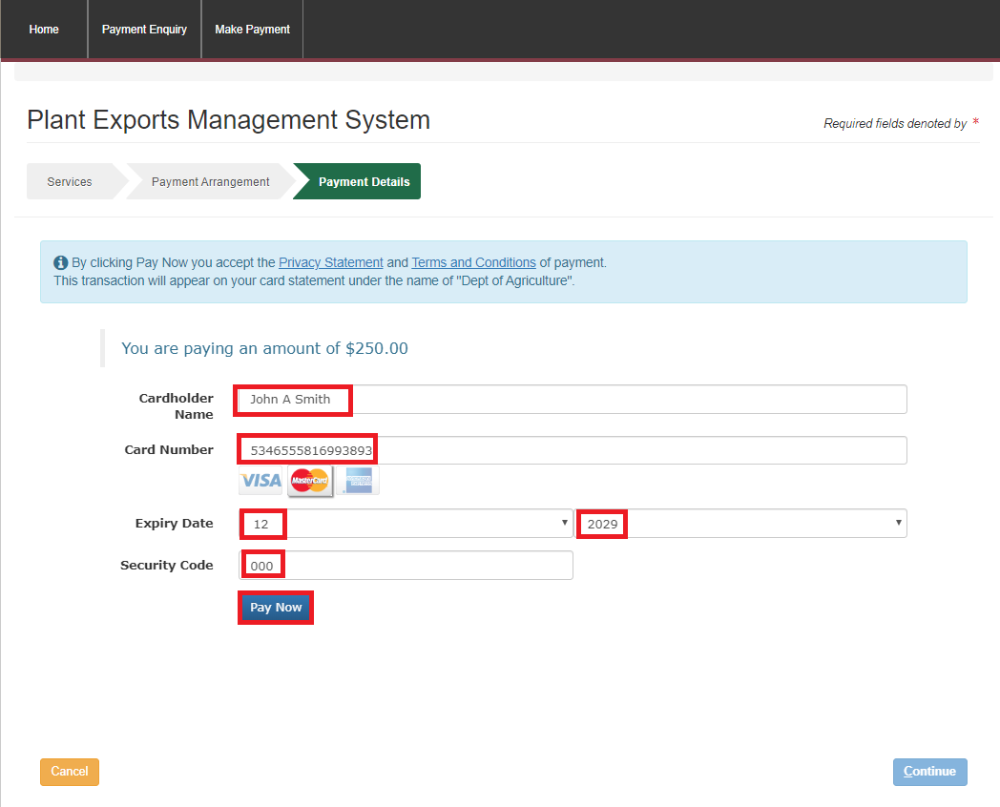 Home Payment Enquiry Make Payment
Plant Exports Management System
Required fields denoted by *
Services Payment Arrangement Payment Details
By clicking Pay Now you accept the Privacy Statement and Terms and Conditions of payment.
This transaction will appear on your card statement under the name of "Dept of Agriculture".
You are paying an amount of $250.00
Cardholder Name John A Smith
Card Number 5346555816993893
VISA MasterCard
Expiry Date 12 2029
Security Code 000
Pay Now
Cancel Continue